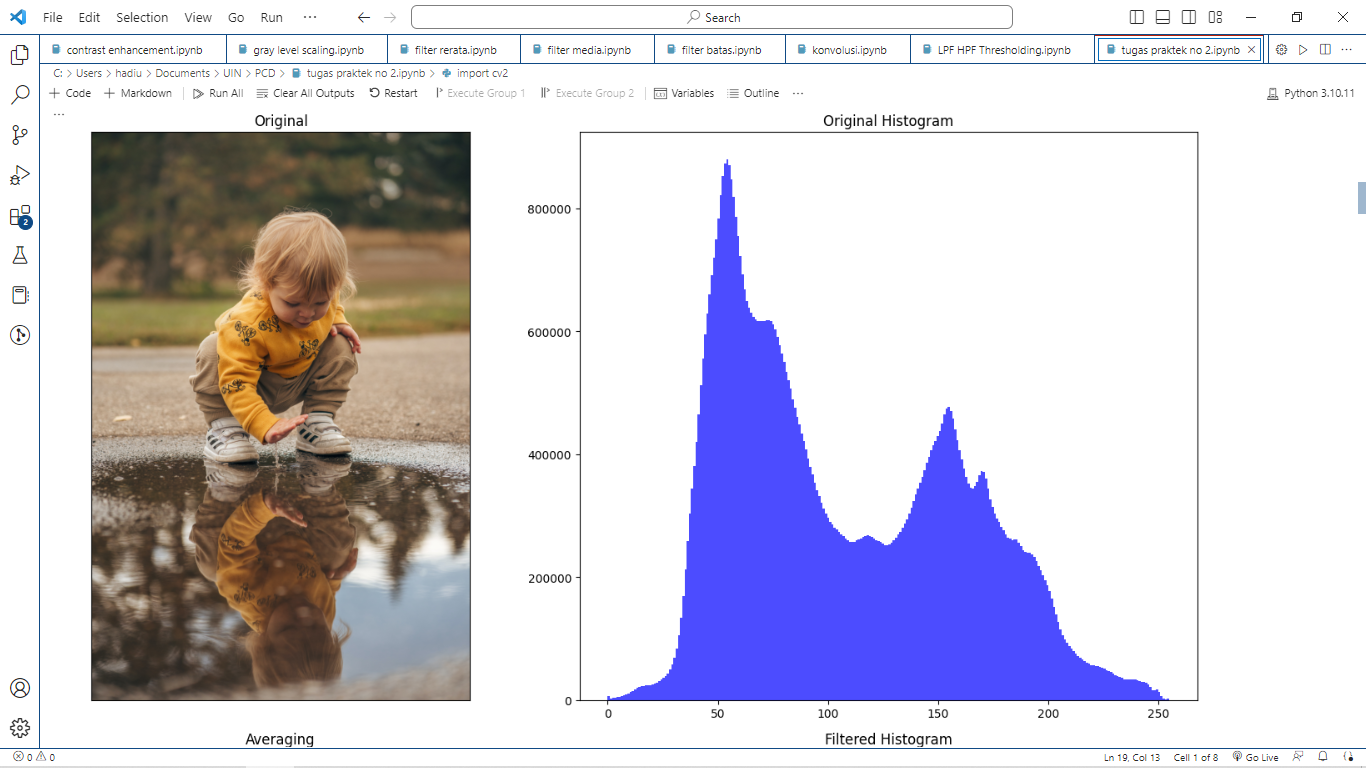 File Edit Selection View Go Run ··· Search
contrast enhancement.ipynb gray level scaling.ipynb filter rerata.ipynb filter media.ipynb filter batas.ipynb konvolusi.ipynb LPF HPF Thresholding.ipynb tugas praktek no 2.ipynb ···
C: > Users > hadiu > Documents > UIN > PCD > tugas praktek no 2.ipynb > import cv2
+ Code + Markdown Run All Clear All Outputs Restart Execute Group 1 Execute Group 2 Variables Outline ··· Python 3.10.11
...
Original
Original Histogram
800000
600000
400000
200000
0
0 50 100 150 200 250
2
Averaging
Filtered Histogram
0 0 Ln 19, Col 13 Cell 1 of 8 Go Live